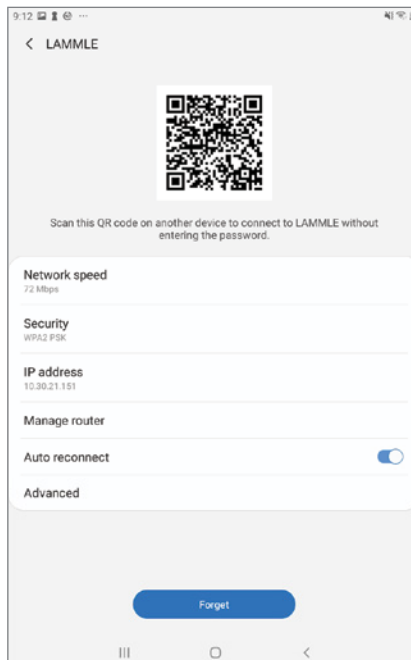 9:12
LAMMLE
Scan this QR code on another device to connect to LAMMLE without
entering the password.
Network speed
72 Mbps
Security
WPA2 PSK
IP address
10.30.21.151
Manage router
Auto reconnect
Advanced
Forget